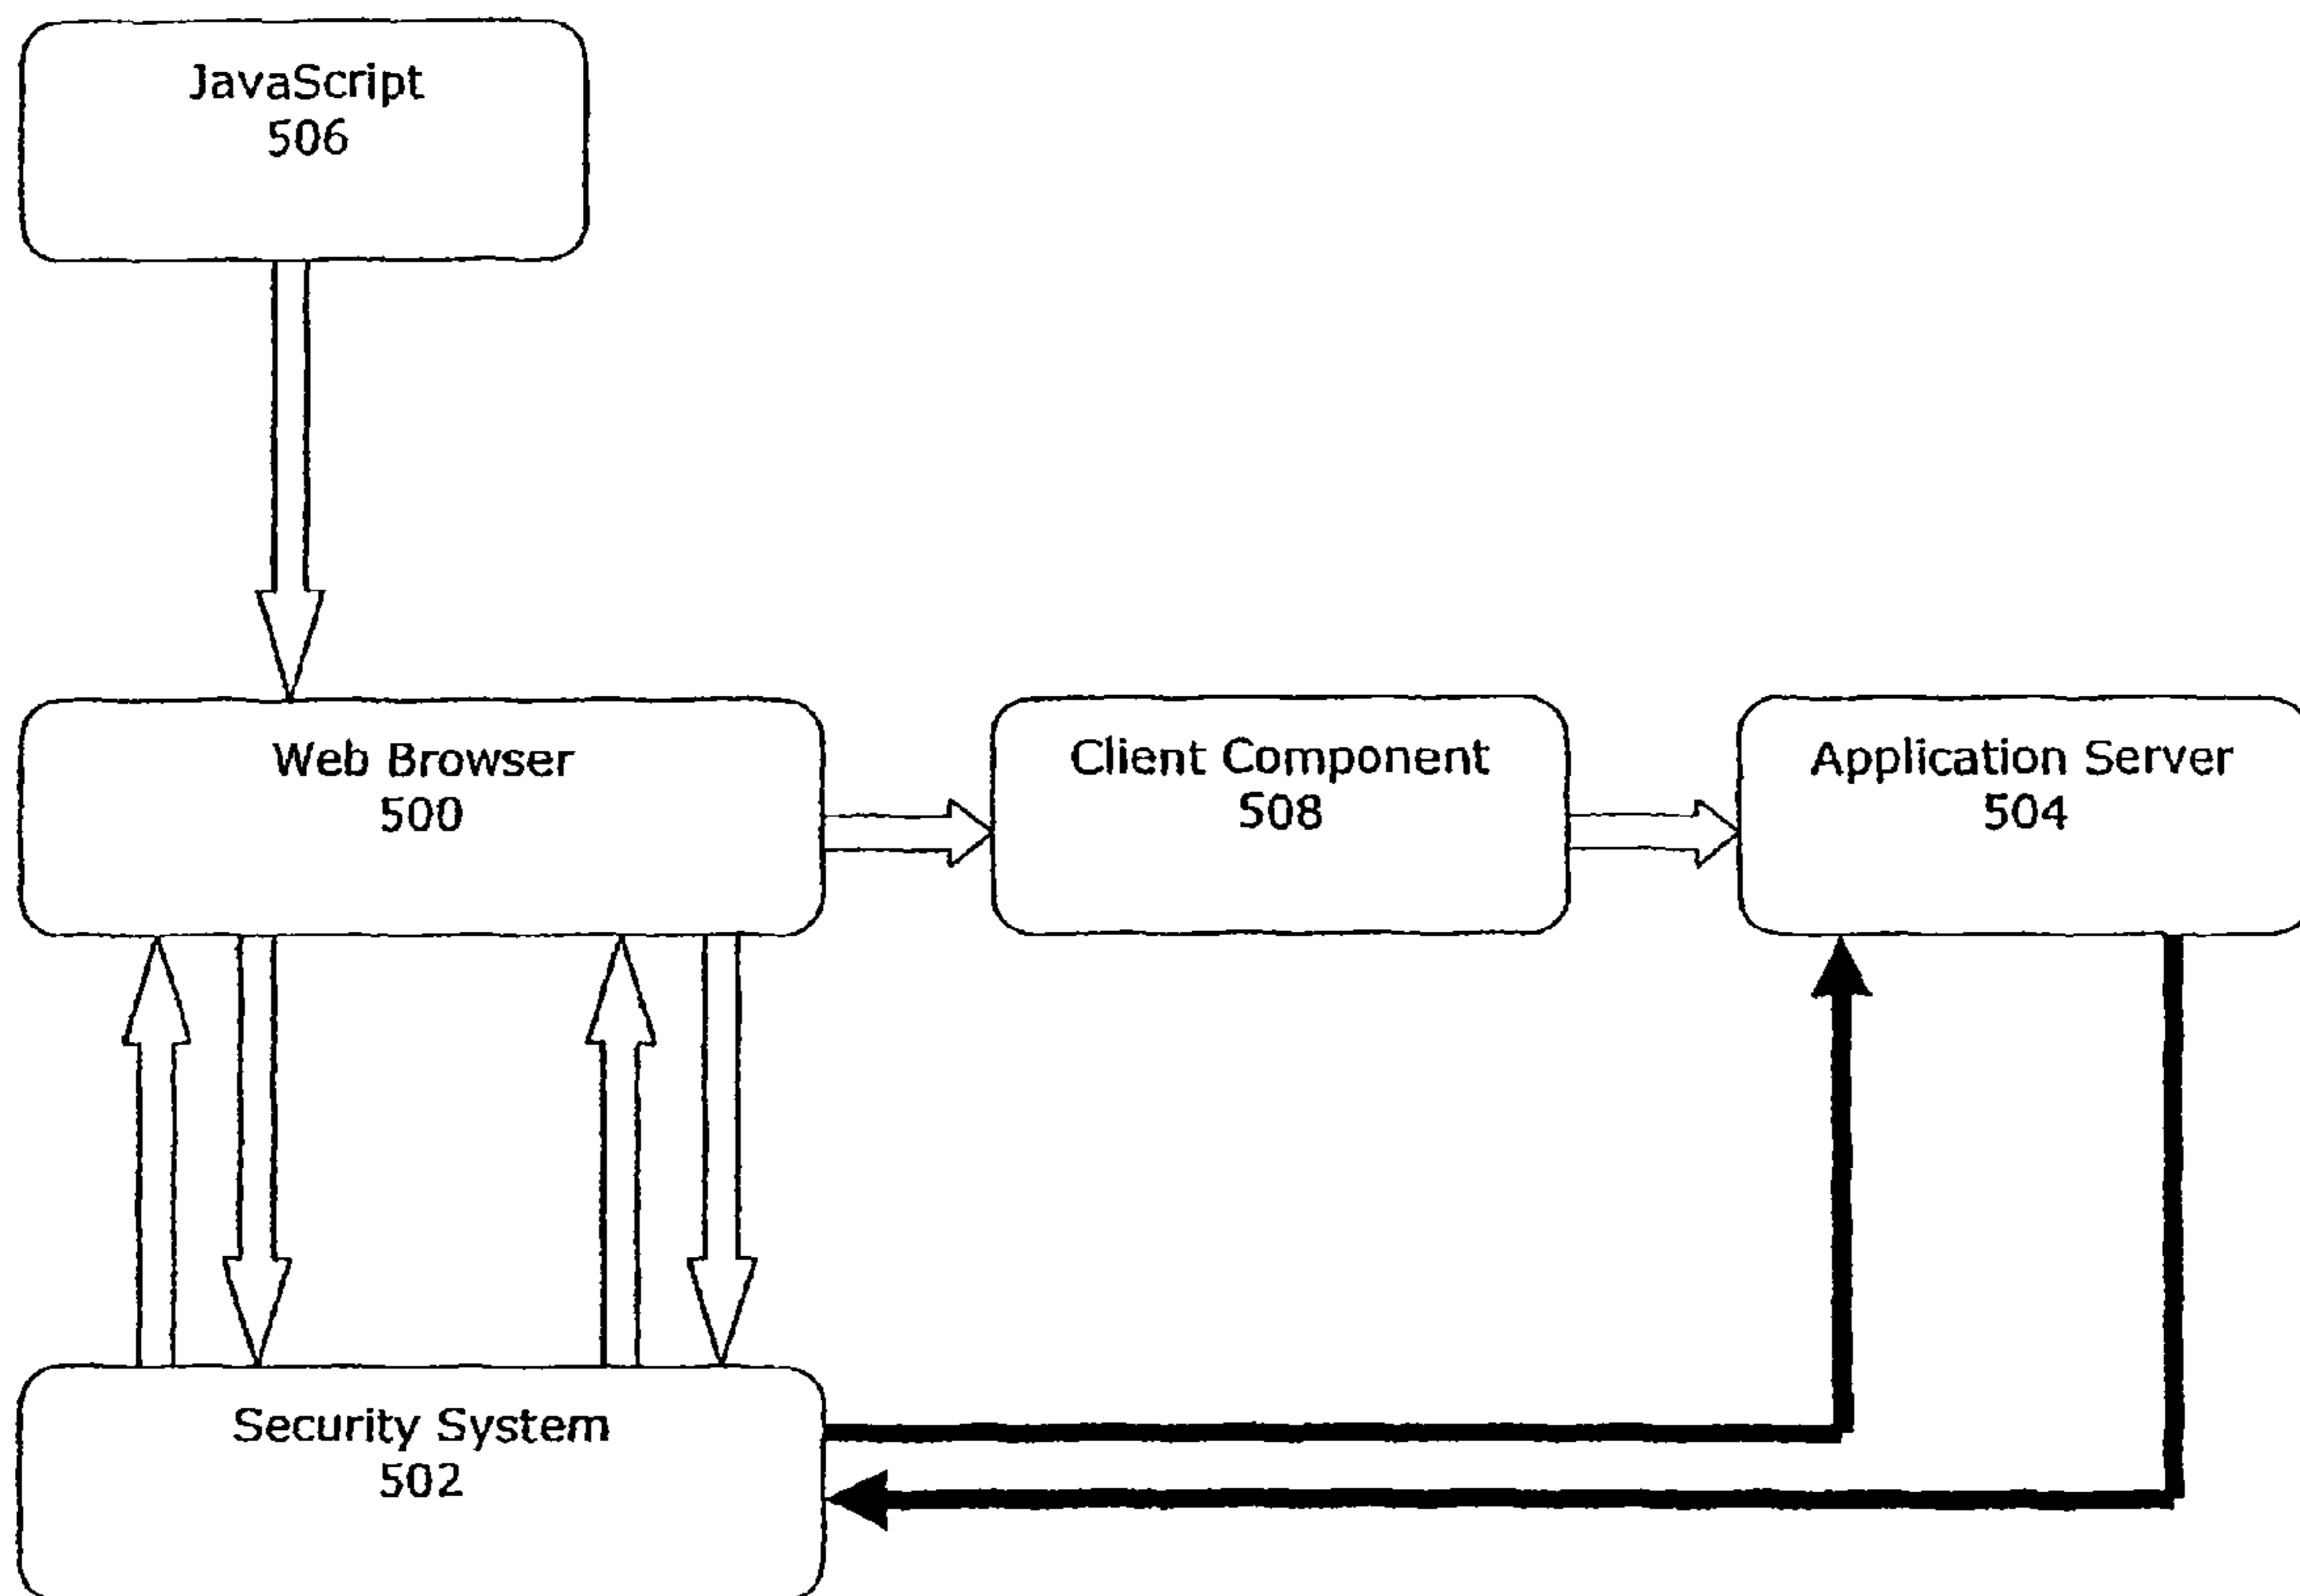 JavaScript
506
Web Browser
500
Client Component
508
Application Server
504
Security System
502